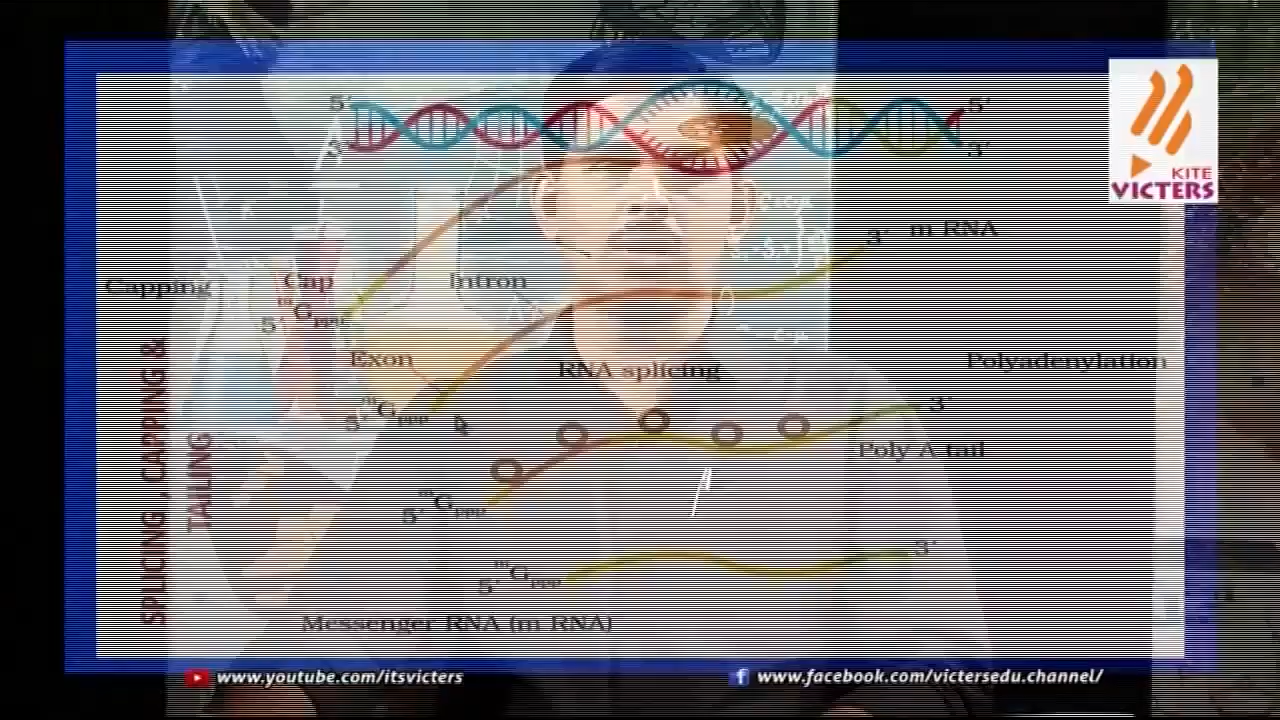 5'
5'
3'
3'
KITE
VICTERS
3' m RNA
Capping
Cap
Intron
5' mGPPP
Exon
RNA splicing
Polyadenylation
5' mGPPP
3'
Poly A tail
5' mGPPP
SPLICING , CAPPING &
TAILING
3'
5' mGPPP
Messenger RNA (m RNA)
www.youtube.com/itsvicters
www.facebook.com/victersedu.channel/